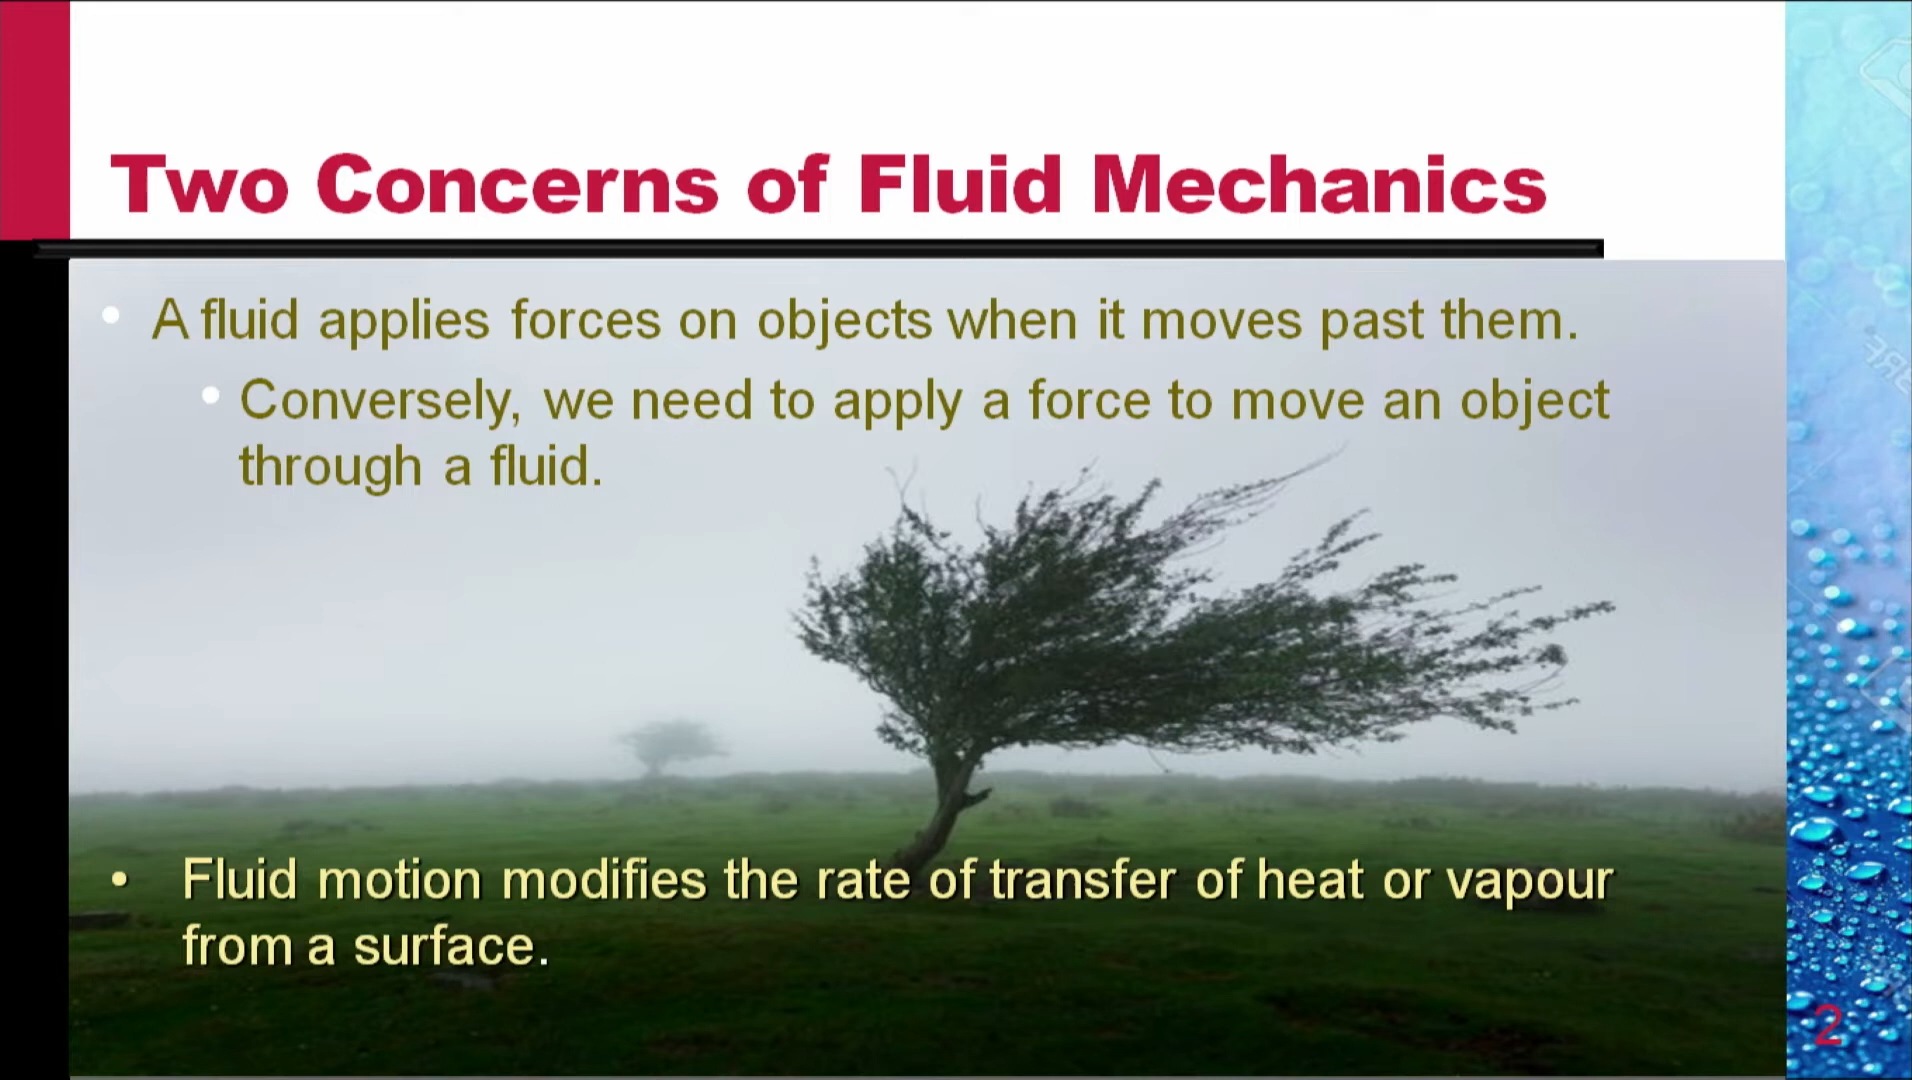 Two Concerns of Fluid Mechanics
• A fluid applies forces on objects when it moves past them.
• Conversely, we need to apply a force to move an object
through a fluid.
• Fluid motion modifies the rate of transfer of heat or vapour
from a surface.
2